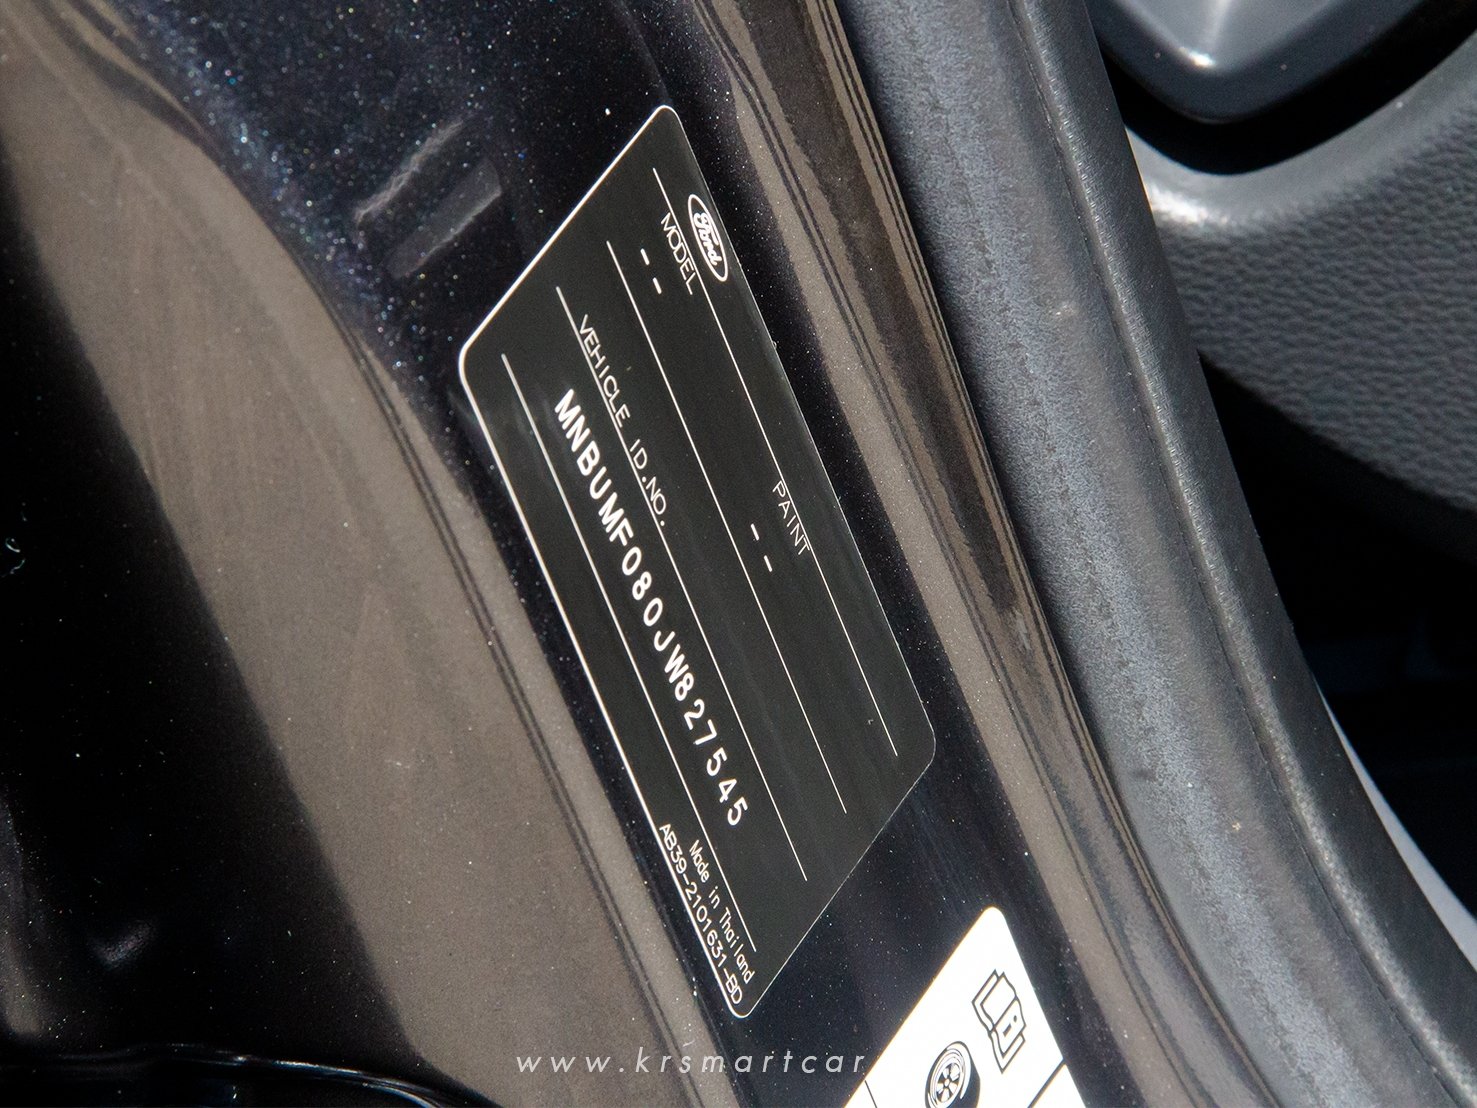 Ford
MODEL
PAINT
--
--
VEHICLE ID.NO.
MNBUMF080JW827545
Made in Thailand
AB39-2101631-BD
www.krsmartcar